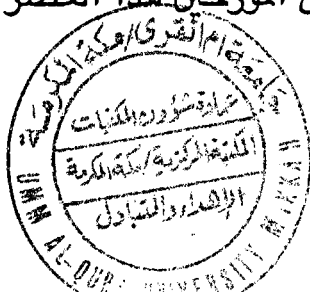 هذا
جامعة أم القرى / مكة المكرمة
عمادة شؤون المكتبات
المكتبة المركزية / مكة المكرمة
الإهداء والتبادل
UMM AL-QURA UNIVERSITY MAKKAH